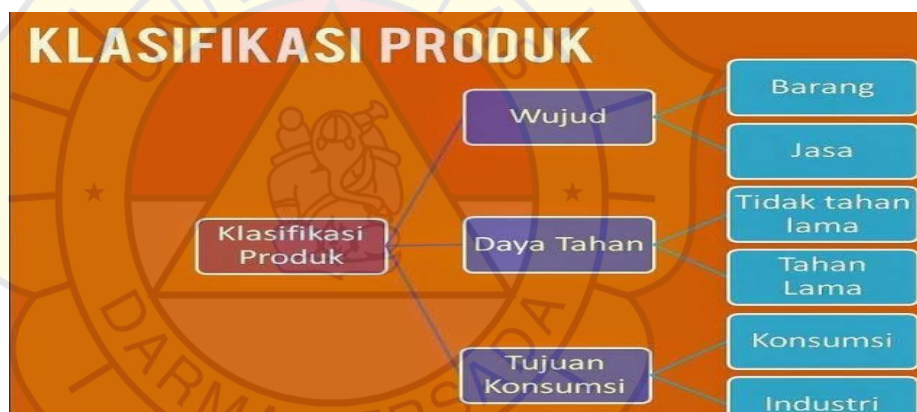 KLASIFIKASI PRODUK
Klasifikasi
Produk
Wujud
Barang
Jasa
Daya Tahan
Tidak tahan
lama
Tahan
Lama
Tujuan
Konsumsi
Konsumsi
Industri